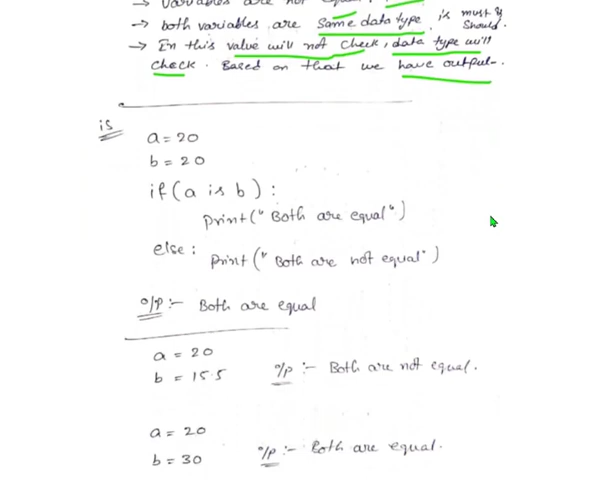 → both variables are Same data type, is must & Should.
→ In this value will not check, data type will check. Based on that we have output.
is
a = 20
b = 20
if (a is b) :
print(" Both are equal")
else : print (" Both are not equal")
o/p :- Both are equal
a = 20
b = 15.5 o/p :- Both are not equal.
a = 20
b = 30 o/p :- Both are equal.